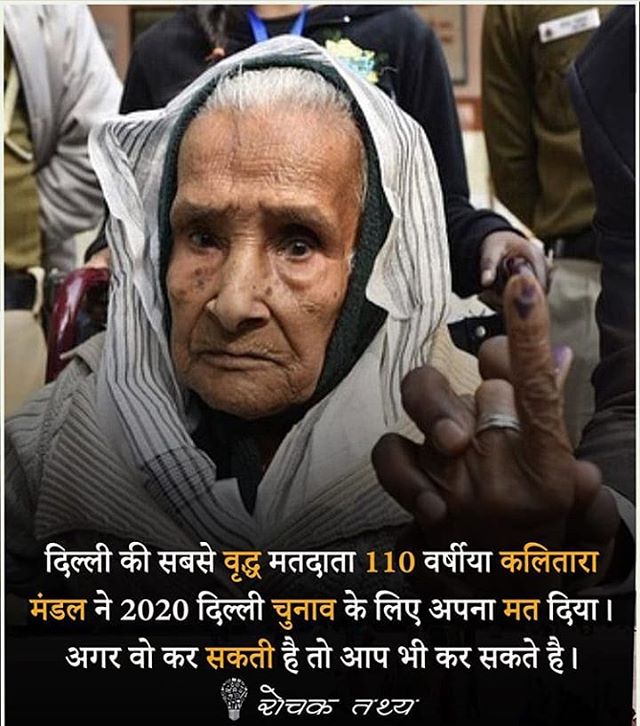 दिल्ली की सबसे वृद्ध मतदाता 110 वर्षीया कलितारा
मंडल ने 2020 दिल्ली चुनाव के लिए अपना मत दिया।
अगर वो कर सकती है तो आप भी कर सकते है।
रोचक तथ्य